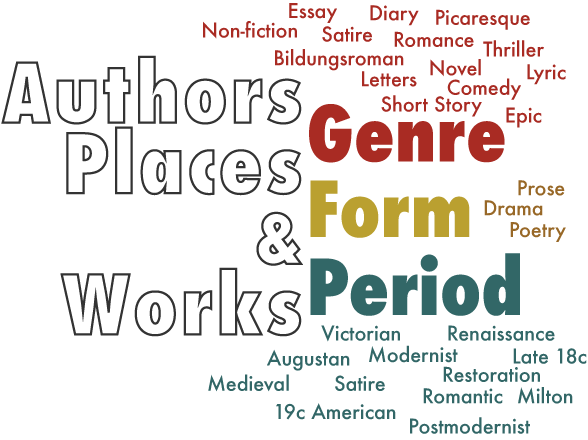 Essay Diary Picaresque
Non-fiction Satire Romance
Bildungsroman Thriller
Letters Novel Lyric
Comedy
Short Story Epic
Authors
Places
&
Works
Genre
Form
Prose
Drama
Poetry
Period
Victorian Renaissance
Augustan Modernist Late 18c
Medieval Satire Restoration
Romantic Milton
19c American
Postmodernist